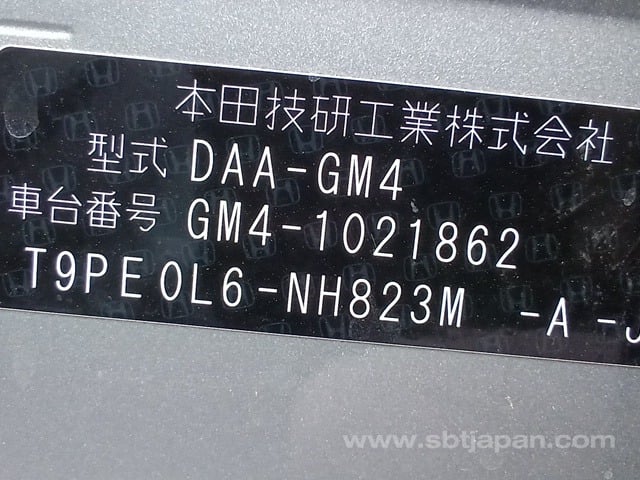 本田技研工業株式会社
型式 DAA-GM4
車台番号 GM4-1021862
T9PE0L6-NH823M -A -J
www.sbtjapan.com